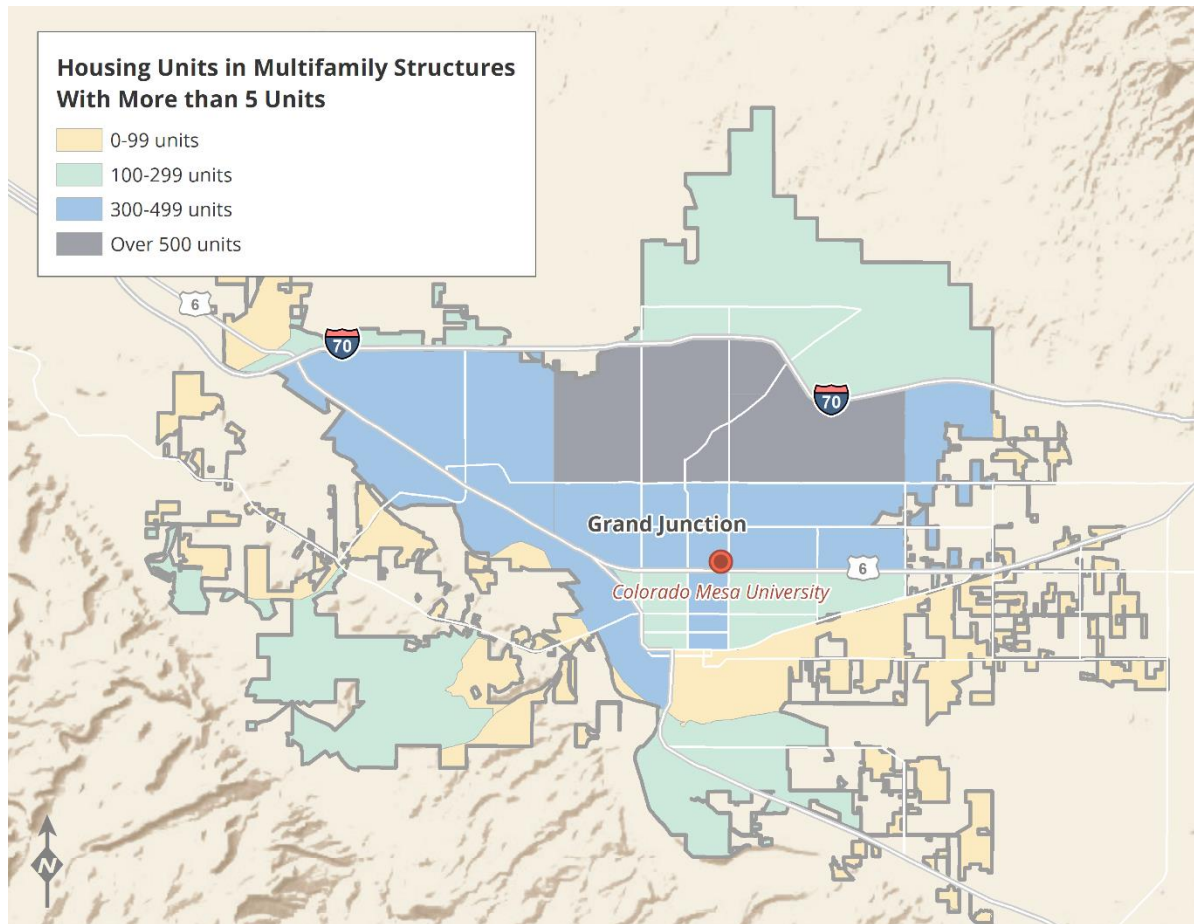 Housing Units in Multifamily Structures
With More than 5 Units
0-99 units
100-299 units
300-499 units
Over 500 units
6
70
70
Grand Junction
6
Colorado Mesa University
N